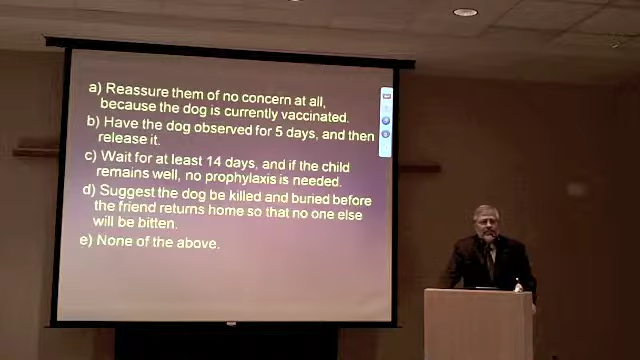 a) Reassure them of no concern at all,
because the dog is currently vaccinated.
b) Have the dog observed for 5 days, and then
release it.
c) Wait for at least 14 days, and if the child
remains well, no prophylaxis is needed.
d) Suggest the dog be killed and buried before
the friend returns home so that no one else
will be bitten.
e) None of the above.